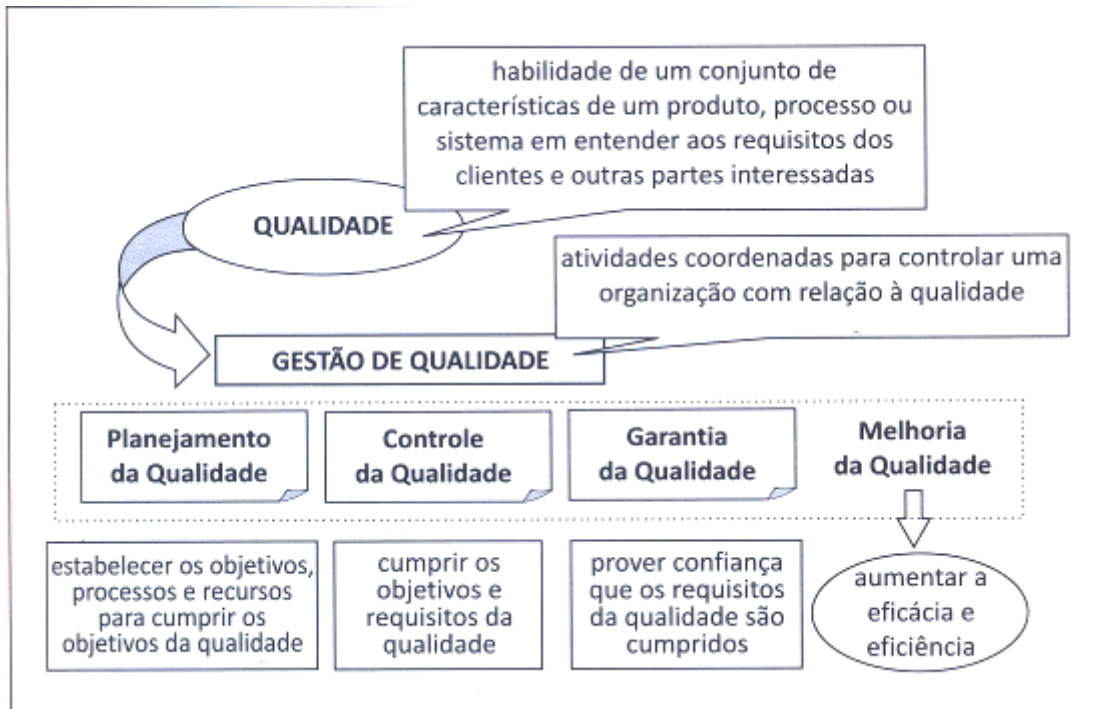 habilidade de um conjunto de
características de um produto, processo ou
sistema em entender aos requisitos dos
clientes e outras partes interessadas
QUALIDADE
atividades coordenadas para controlar uma
organização com relação à qualidade
GESTÃO DE QUALIDADE
Planejamento
da Qualidade
Controle
da Qualidade
Garantia
da Qualidade
Melhoria
da Qualidade
estabelecer os objetivos,
processos e recursos
para cumprir os
objetivos da qualidade
cumprir os
objetivos e
requisitos da
qualidade
prover confiança
que os requisitos
da qualidade são
cumpridos
aumentar a
eficácia e
eficiência